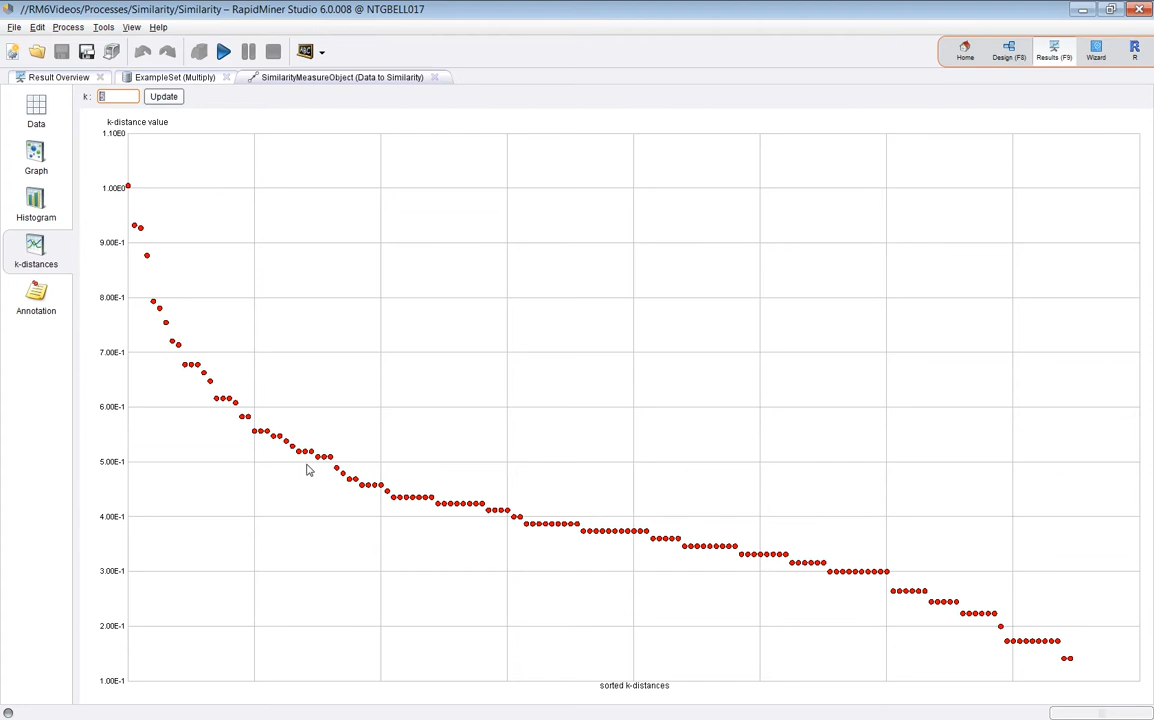 //RM6Videos/Processes/Similarity/Similarity – RapidMiner Studio 6.0.008 @ NTGBELL017
File Edit Process Tools View Help
ABC
Home Design (F8) Results (F9) Wizard R
Result Overview ExampleSet (Multiply) SimilarityMeasureObject (Data to Similarity)
k: Update
Data
Graph
Histogram
k-distances
Annotation
k-distance value
1.10E0
1.00E0
9.00E-1
8.00E-1
7.00E-1
6.00E-1
5.00E-1
4.00E-1
3.00E-1
2.00E-1
1.00E-1
sorted k-distances